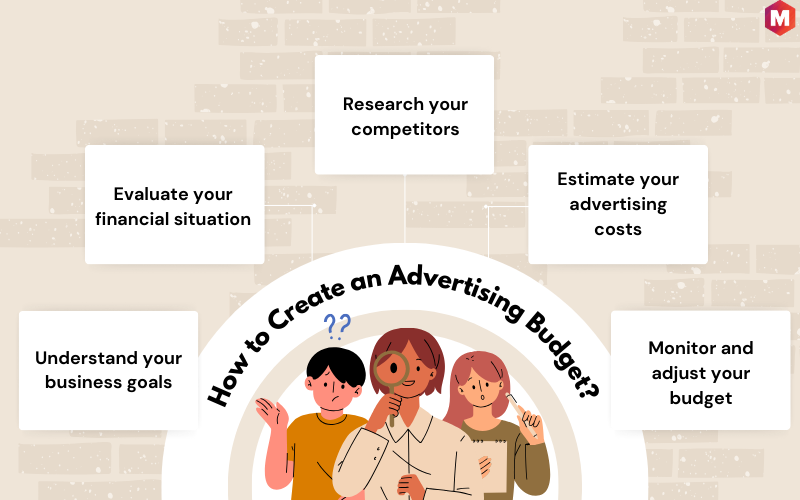 M
Research your
competitors
Evaluate your
financial situation
Estimate your
advertising
costs
How to Create an Advertising Budget?
??
Understand your
business goals
Monitor and
adjust your
budget